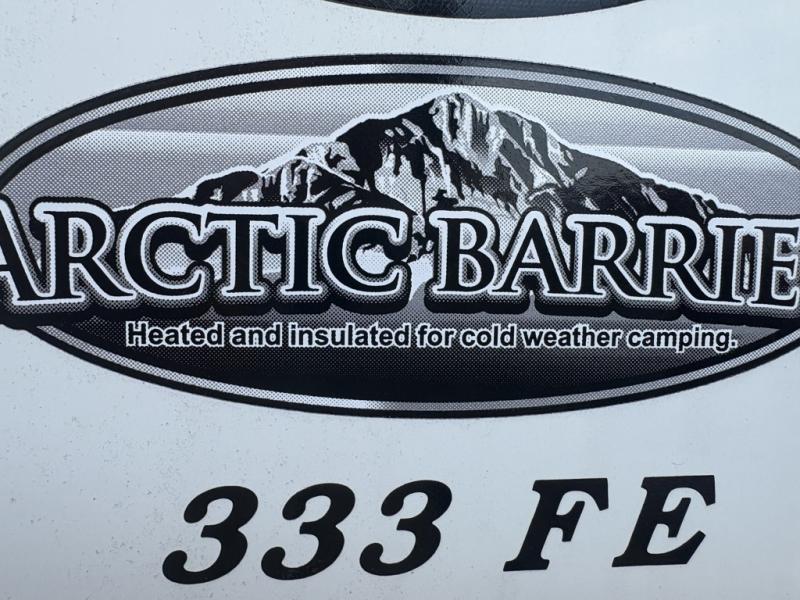 ARCTIC BARRIE
Heated and insulated for cold weather camping.
333 FE